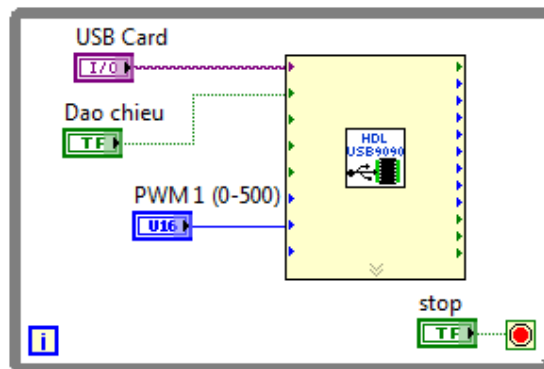 USB Card
I/O
Dao chieu
TF
HDL
USB9090
PWM 1 (0-500)
U16
stop
TF
i